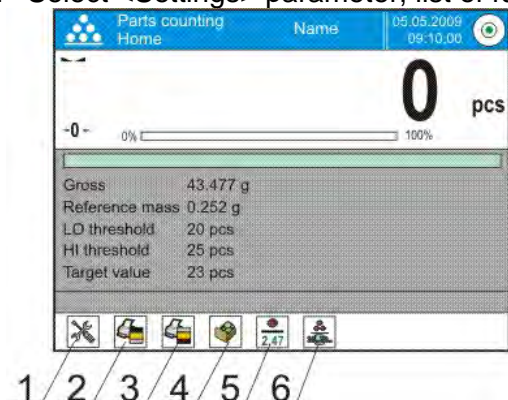 Select <Settings> parameter, list of
Parts counting
Home
Name
05.05.2009
09:10:00
0 pcs
-0- 0% 100%
Gross 43.477 g
Reference mass 0.252 g
LO threshold 20 pcs
HI threshold 25 pcs
Target value 23 pcs
2,47
1 2 3 4 5 6